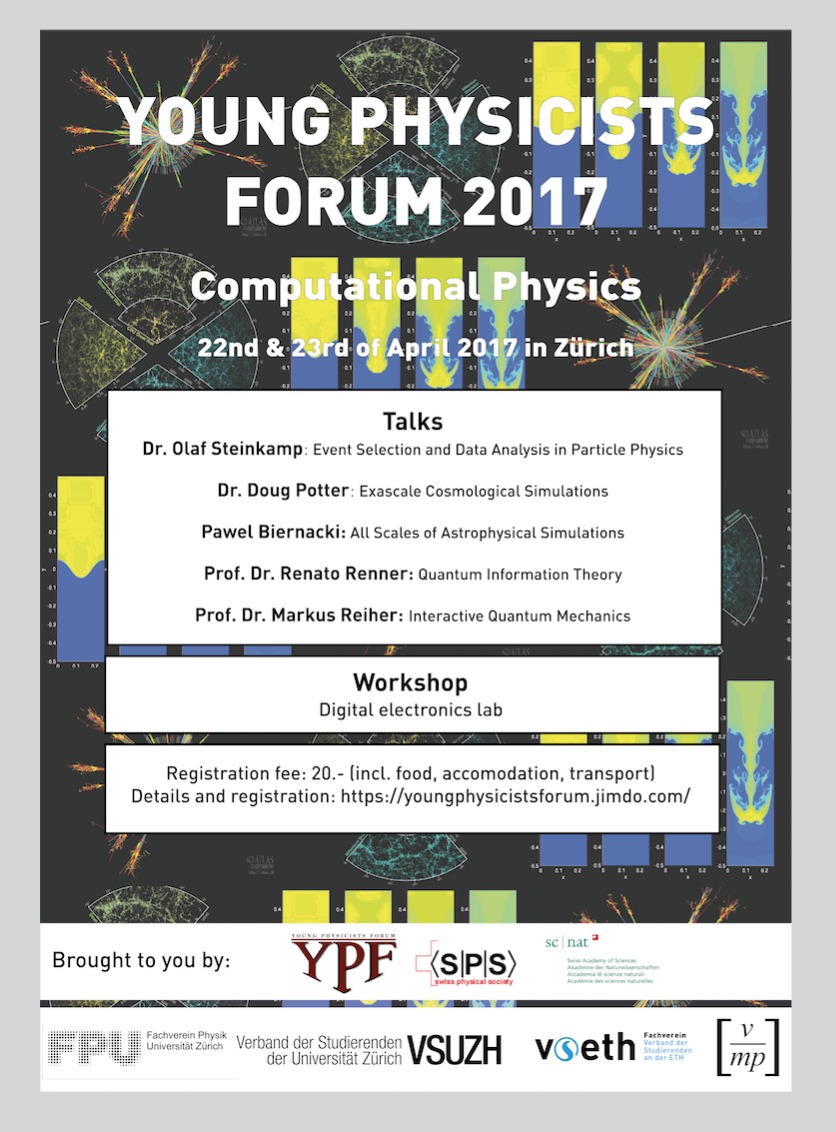 YOUNG PHYSICISTS
FORUM 2017
Computational Physics
22nd & 23rd of April 2017 in Zürich
Talks
Dr. Olaf Steinkamp: Event Selection and Data Analysis in Particle Physics
Dr. Doug Potter: Exascale Cosmological Simulations
Pawel Biernacki: All Scales of Astrophysical Simulations
Prof. Dr. Renato Renner: Quantum Information Theory
Prof. Dr. Markus Reiher: Interactive Quantum Mechanics
Workshop
Digital electronics lab
Registration fee: 20.- (incl. food, accomodation, transport)
Details and registration: https://youngphysicistsforum.jimdo.com/
Brought to you by:
YOUNG PHYSICISTS FORUM
YPF
⟨S|P|S⟩
swiss physical society
sc | nat
Swiss Academy of Sciences
Akademie der Naturwissenschaften
Accademia di scienze naturali
Académie des sciences naturelles
FPU
Fachverein Physik
Universität Zürich
Verband der Studierenden
der Universität Zürich
VSUZH
vseth
Fachverein
Verband der
Studierenden
an der ETH
v
mp